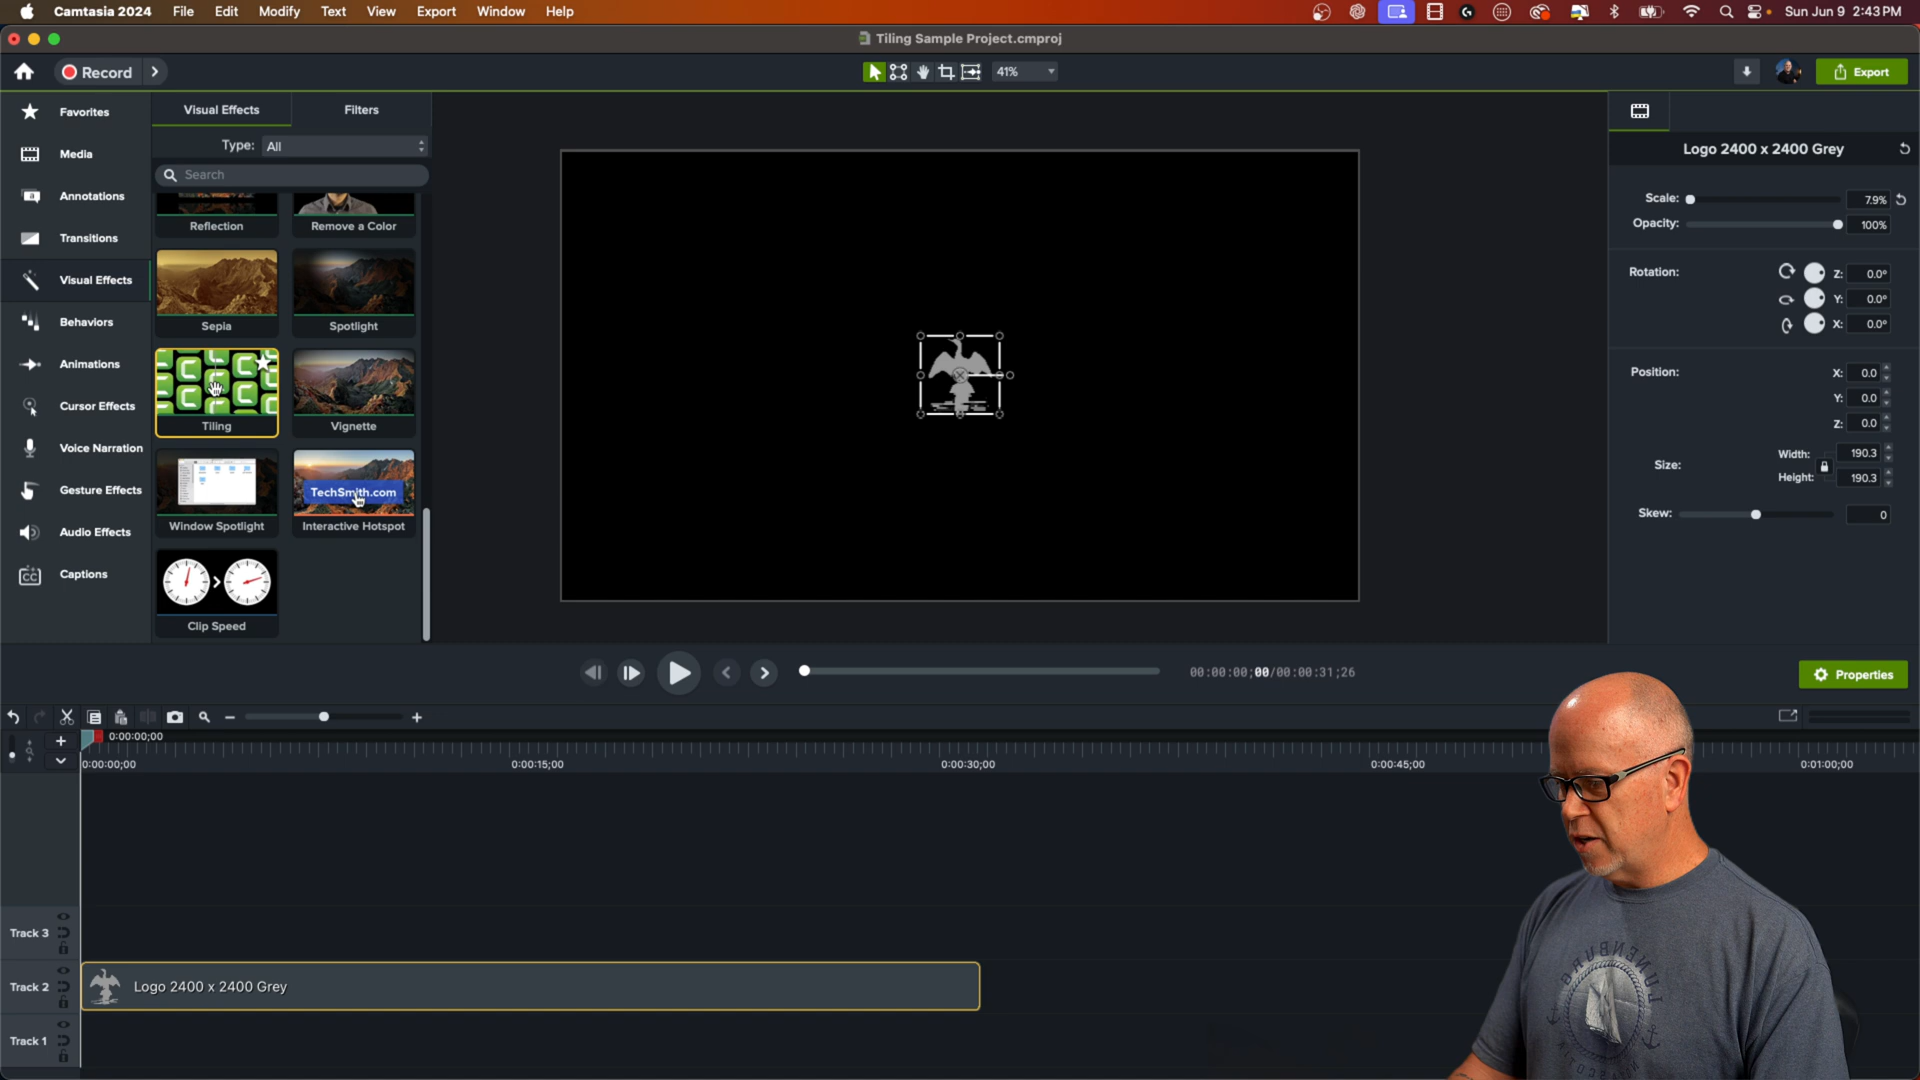 Camtasia 2024 File Edit Modify Text View Export Window Help Sun Jun 9 2:43 PM
Tiling Sample Project.cmproj
Record 41% Export
Favorites
Media
Annotations
Transitions
Visual Effects
Behaviors
Animations
Cursor Effects
Voice Narration
Gesture Effects
Audio Effects
CC Captions
Visual Effects Filters
Type: All
Search
Reflection Remove a Color
Sepia Spotlight
Tiling Vignette
TechSmith.com
Window Spotlight Interactive Hotspot
Clip Speed
Logo 2400 x 2400 Grey
Scale: 7.9%
Opacity: 100%
Rotation: Z: 0.0°
Y: 0.0°
X: 0.0°
Position: X: 0.0
Y: 0.0
Z: 0.0
Size: Width: 190.3
Height: 190.3
Skew: 0
00:00:00;00/00:00:31;26
Properties
0:00:00;00
0:00:00;00 0:00:15;00 0:00:30;00 0:00:45;00 0:01:00;00
Track 3
Track 2 Logo 2400 x 2400 Grey
Track 1
LUNENBURG